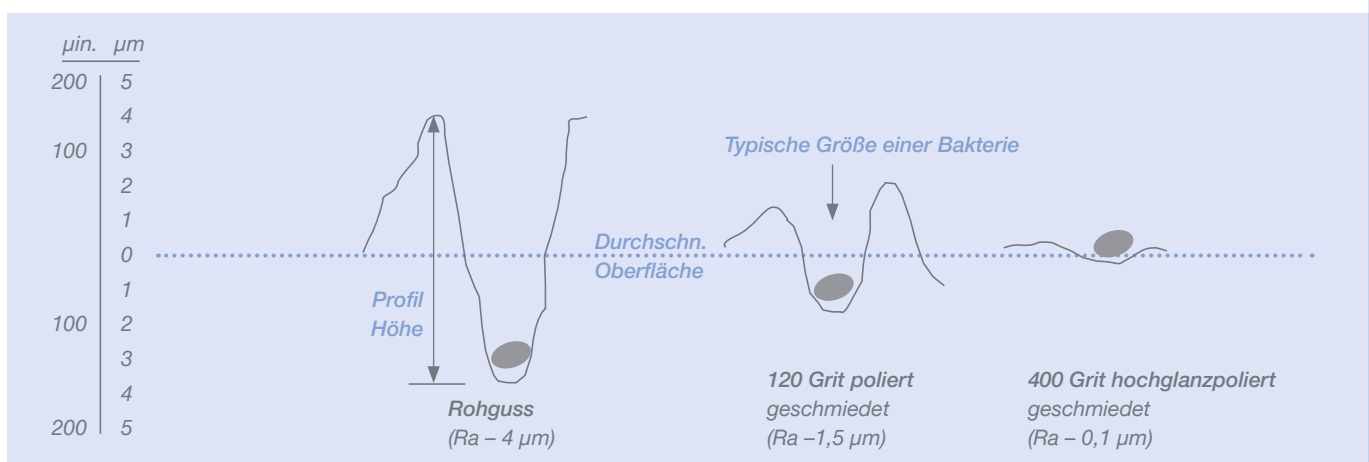 µin. µm
200 5
4
100 3
2
1
0
1
100 2
3
4
200 5
Profil
Höhe
Durchschn.
Oberfläche
Typische Größe einer Bakterie
Rohguss
(Ra – 4 µm)
120 Grit poliert
geschmiedet
(Ra –1,5 µm)
400 Grit hochglanzpoliert
geschmiedet
(Ra – 0,1 µm)